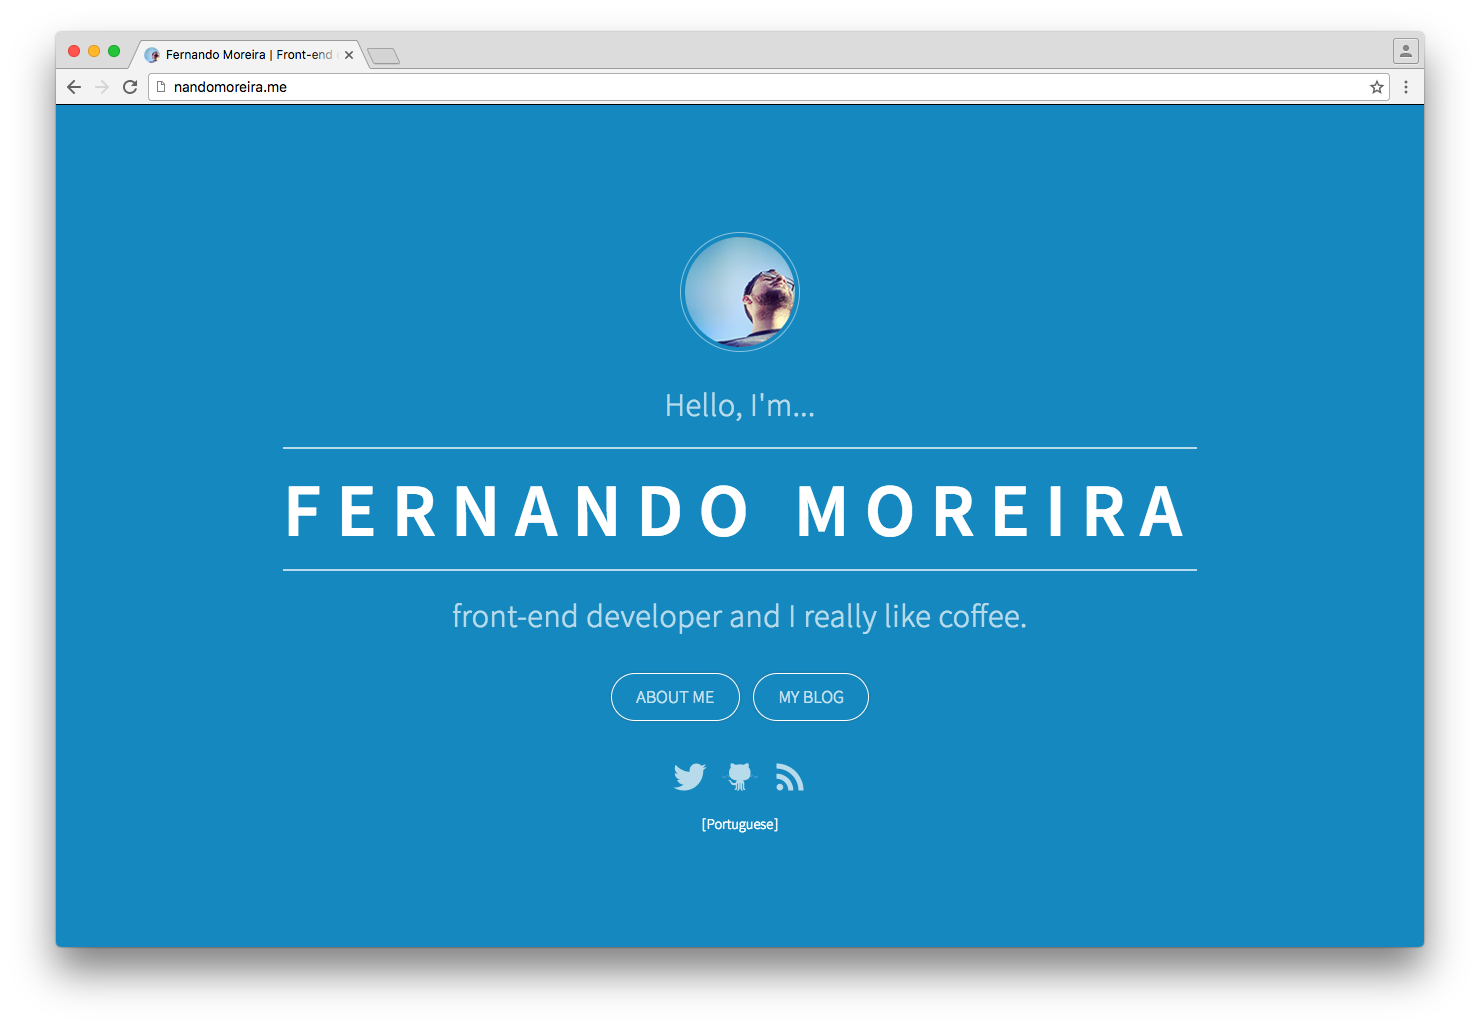 Fernando Moreira | Front-end
nandomoreira.me
Hello, I'm...
FERNANDO MOREIRA
front-end developer and I really like coffee.
ABOUT ME
MY BLOG
[Portuguese]